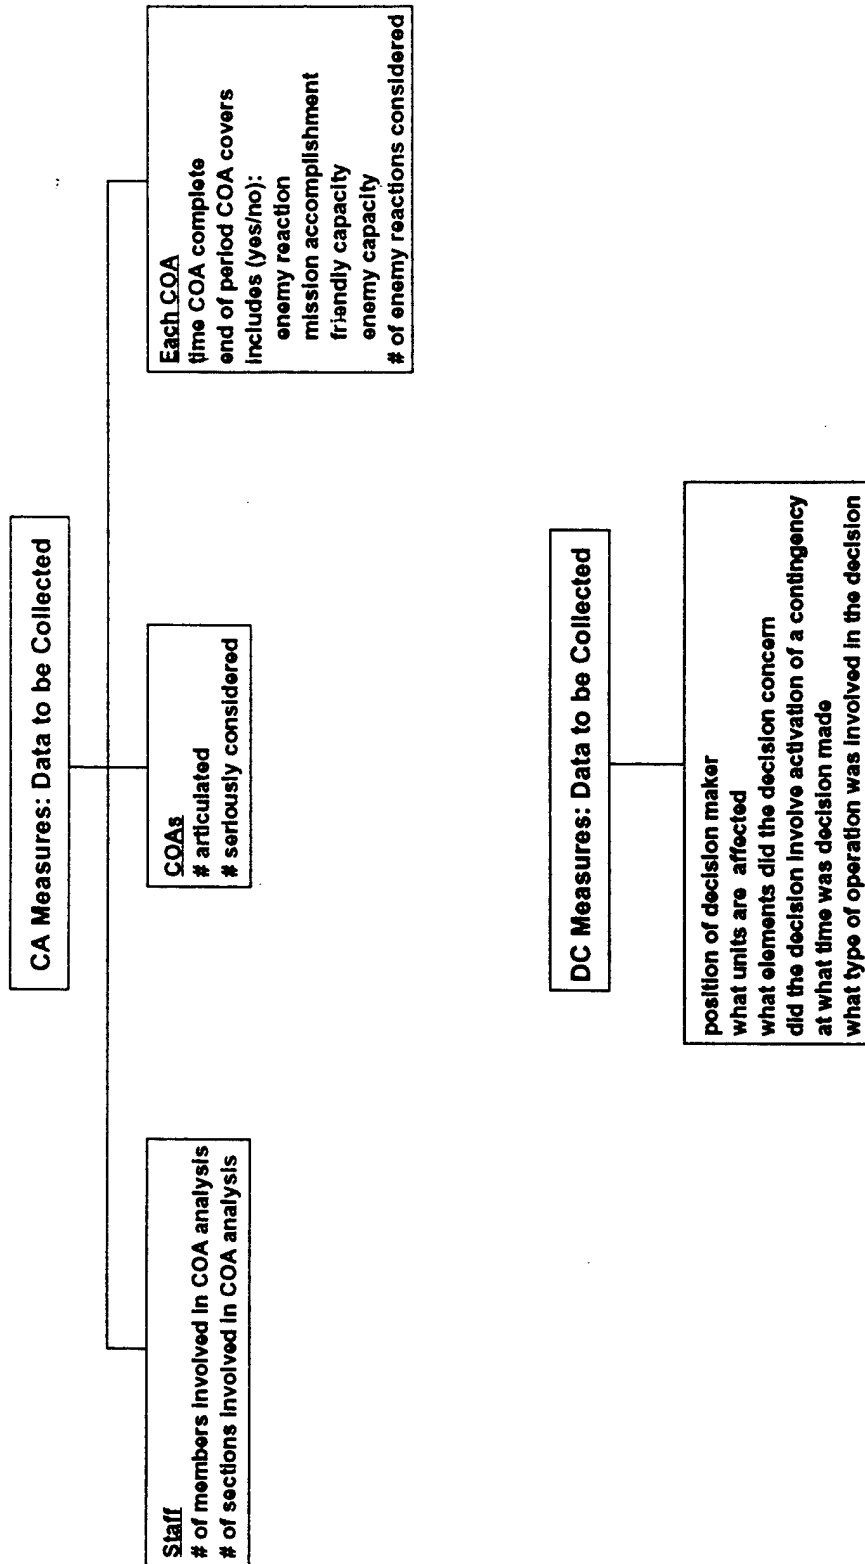 CA Measures: Data to be Collected
Staff
# of members involved in COA analysis
# of sections involved in COA analysis
COAs
# articulated
# seriously considered
Each COA
time COA complete
end of period COA covers
includes (yes/no):
enemy reaction
mission accomplishment
friendly capacity
enemy capacity
# of enemy reactions considered
DC Measures: Data to be Collected
position of decision maker
what units are affected
what elements did the decision concern
did the decision involve activation of a contingency
at what time was decision made
what type of operation was involved in the decision